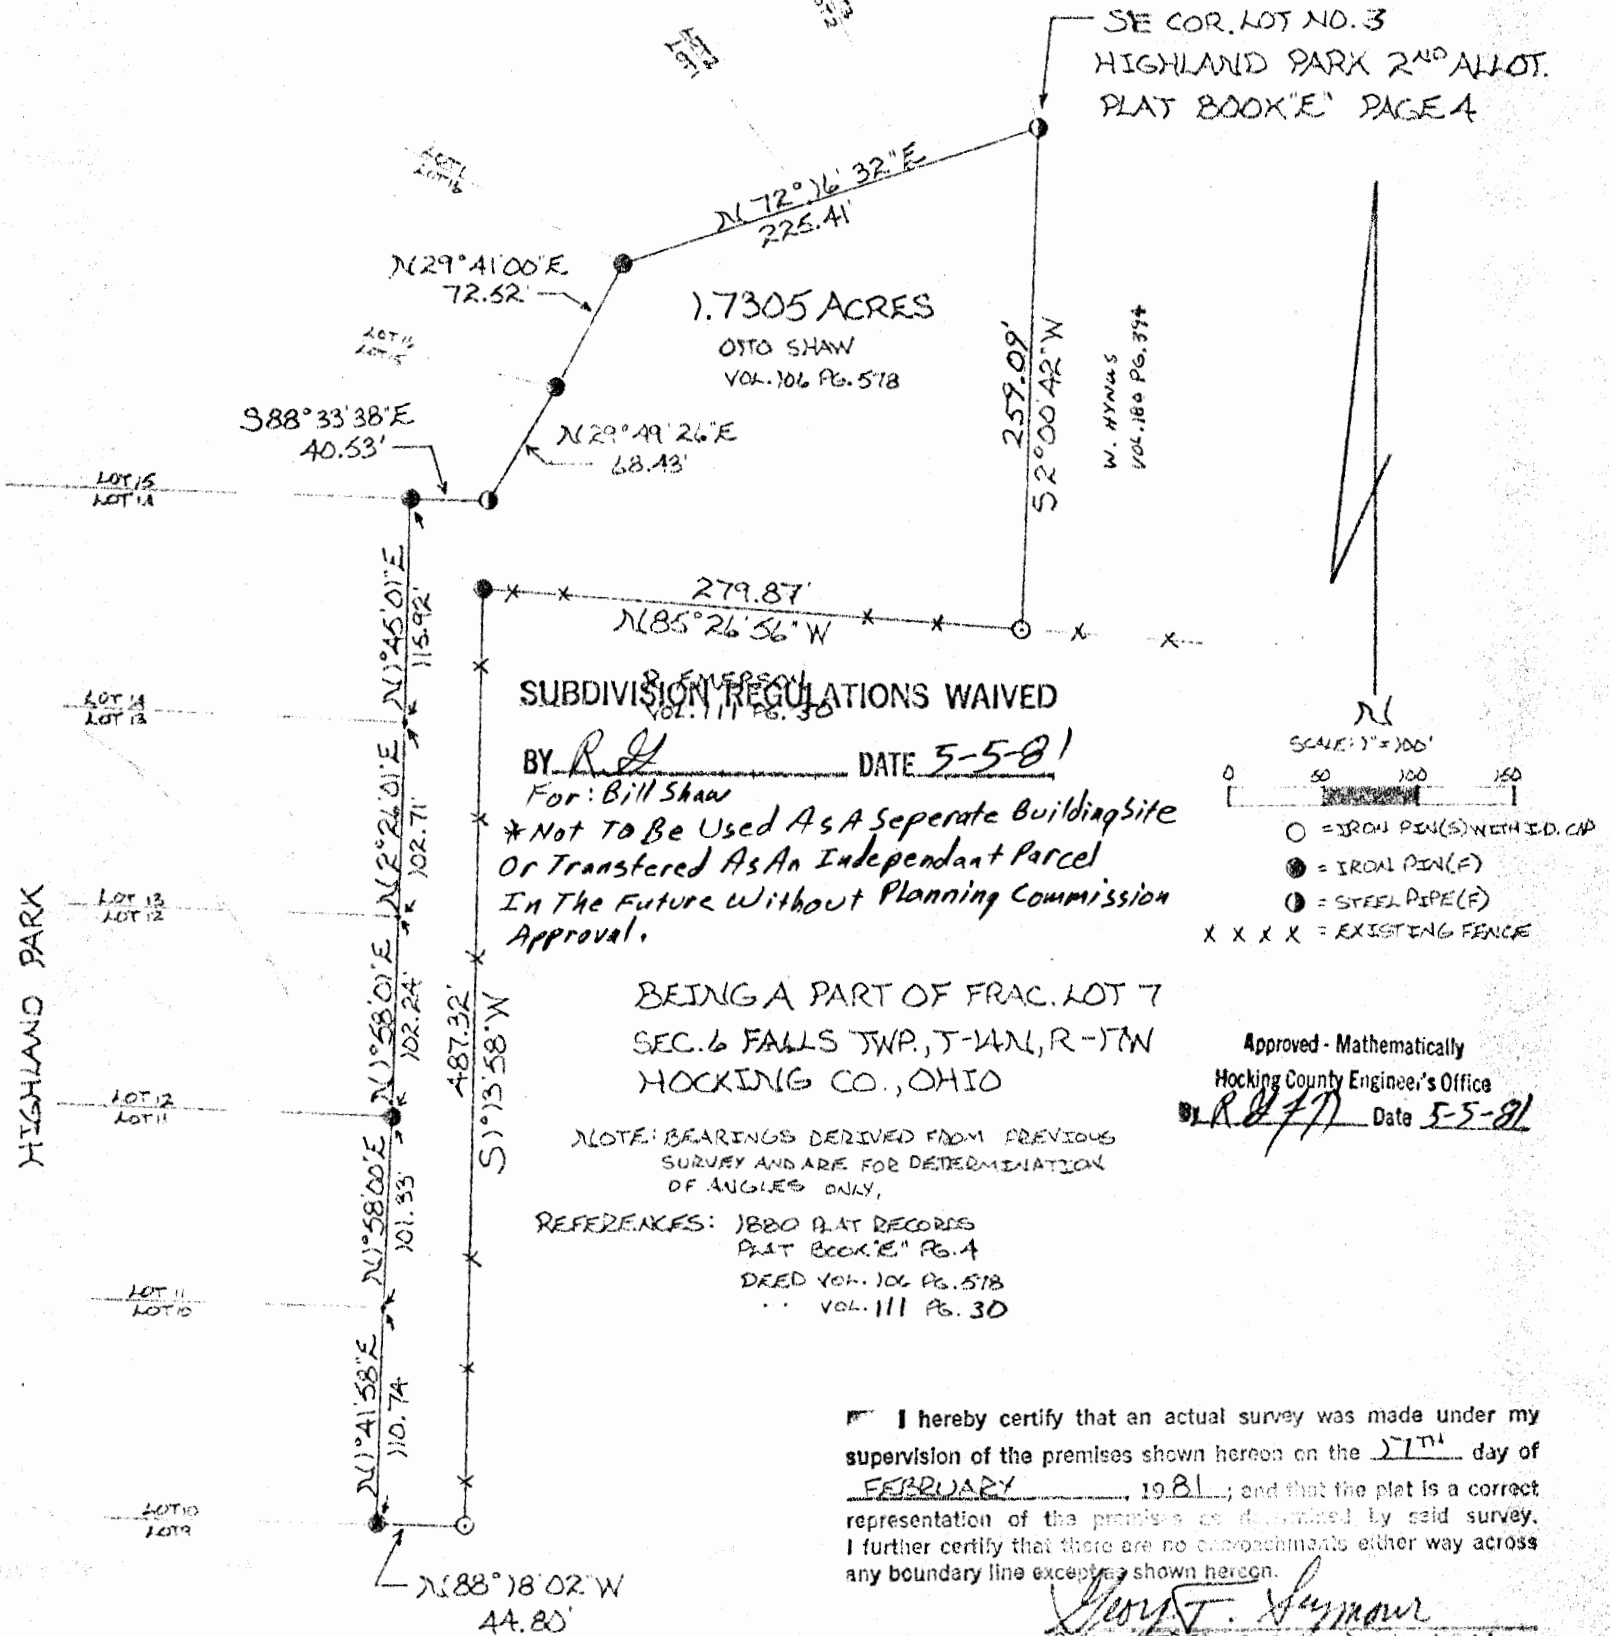 SE COR. LOT NO. 3
HIGHLAND PARK 2ND ALLOT.
PLAT BOOK "E" PAGE 4
LOT 1
LOT 16
N 72° 16' 32" E
225.41'
N 29° 41' 00" E
72.52'
1.7305 ACRES
OTTO SHAW
VOL. 106 PG. 578
LOT 16
LOT 15
259.09'
S 2° 00' 42" W
W. HYNUS
VOL. 180 PG. 394
S 88° 33' 38" E
40.53'
N 29° 49' 26" E
68.43'
LOT 15
LOT 14
279.87'
N 85° 26' 56" W
N 1° 45' 01" E
115.92'
R. EMERSON
VOL. 111 PG. 30
SUBDIVISION REGULATIONS WAIVED
BY DATE 5-5-81
For: Bill Shaw
* Not To Be Used As A Seperate Building Site
Or Transfered As An Independant Parcel
In The Future Without Planning Commission
Approval.
N
SCALE: 1" = 100'
0 50 100 150
O = IRON PIN(S) WITH I.D. CAP
= IRON PIN(F)
= STEEL PIPE(F)
X X X X = EXISTING FENCE
LOT 14
LOT 13
N 2° 26' 01" E
102.71'
LOT 13
LOT 12
HIGHLAND PARK
N 1° 58' 01" E
102.24'
487.32'
S 1° 13' 58" W
BEING A PART OF FRAC. LOT 7
SEC. 6 FALLS TWP., T-14N, R-17W
HOCKING CO., OHIO
Approved - Mathematically
Hocking County Engineer's Office
By Date 5-5-81
LOT 12
LOT 11
NOTE: BEARINGS DERIVED FROM PREVIOUS
SURVEY AND ARE FOR DETERMINATION
OF ANGLES ONLY.
N 1° 58' 00" E
101.33'
REFERENCES: 1880 PLAT RECORDS
PLAT BOOK "E" PG. 4
DEED VOL. 106 PG. 578
" VOL. 111 PG. 30
LOT 11
LOT 10
N 1° 41' 58" E
110.74
LOT 10
LOT 9
N 88° 18' 02" W
44.80'
I hereby certify that an actual survey was made under my
supervision of the premises shown hereon on the 17TH day of
FEBRUARY, 1981; and that the plat is a correct
representation of the premises as determined by said survey.
I further certify that there are no encroachments either way across
any boundary line except as shown hereon.
George F. Seymour